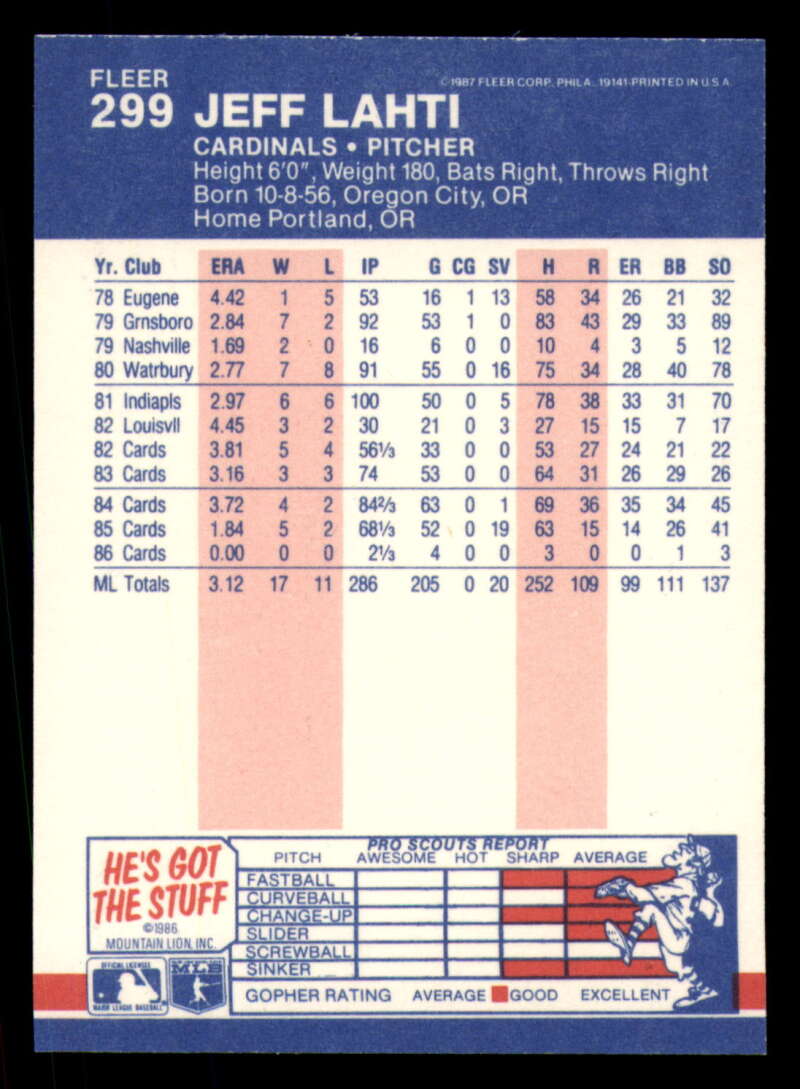 FLEER
299 JEFF LAHTI
©1987 FLEER CORP. PHILA. 19141-PRINTED IN U.S.A.
CARDINALS • PITCHER
Height 6'0", Weight 180, Bats Right, Throws Right
Born 10-8-56, Oregon City, OR
Home Portland, OR
Yr. Club ERA W L IP G CG SV H R ER BB SO
78 Eugene 4.42 1 5 53 16 1 13 58 34 26 21 32
79 Grnsboro 2.84 7 2 92 53 1 0 83 43 29 33 89
79 Nashville 1.69 2 0 16 6 0 0 10 4 3 5 12
80 Watrbury 2.77 7 8 91 55 0 16 75 34 28 40 78
81 Indiapls 2.97 6 6 100 50 0 5 78 38 33 31 70
82 Louisvll 4.45 3 2 30 21 0 3 27 15 15 7 17
82 Cards 3.81 5 4 56⅓ 33 0 0 53 27 24 21 22
83 Cards 3.16 3 3 74 53 0 0 64 31 26 29 26
84 Cards 3.72 4 2 84⅔ 63 0 1 69 36 35 34 45
85 Cards 1.84 5 2 68⅓ 52 0 19 63 15 14 26 41
86 Cards 0.00 0 0 2⅓ 4 0 0 3 0 0 1 3
ML Totals 3.12 17 11 286 205 0 20 252 109 99 111 137
HE'S GOT
THE STUFF
©1986
MOUNTAIN LION, INC.
PRO SCOUTS REPORT
PITCH AWESOME HOT SHARP AVERAGE
FASTBALL
CURVEBALL
CHANGE-UP
SLIDER
SCREWBALL
SINKER
GOPHER RATING AVERAGE GOOD EXCELLENT
OFFICIAL LICENSEE
MAJOR LEAGUE BASEBALL
MLB